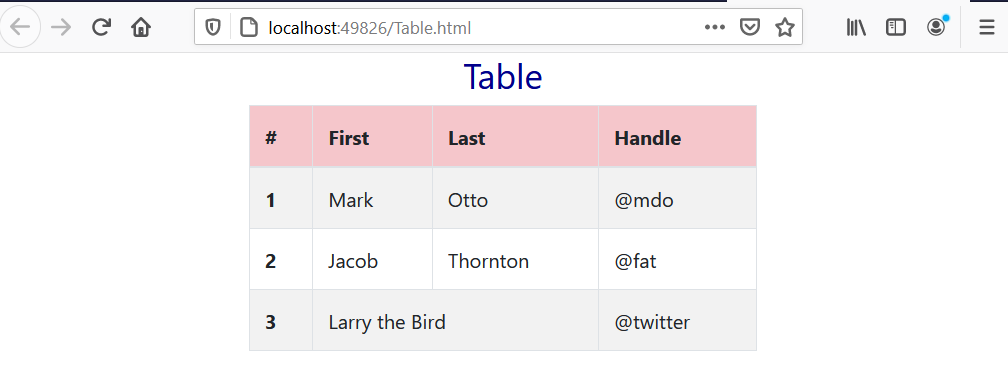 localhost:49826/Table.html
Table
# First Last Handle
1 Mark Otto @mdo
2 Jacob Thornton @fat
3 Larry the Bird @twitter